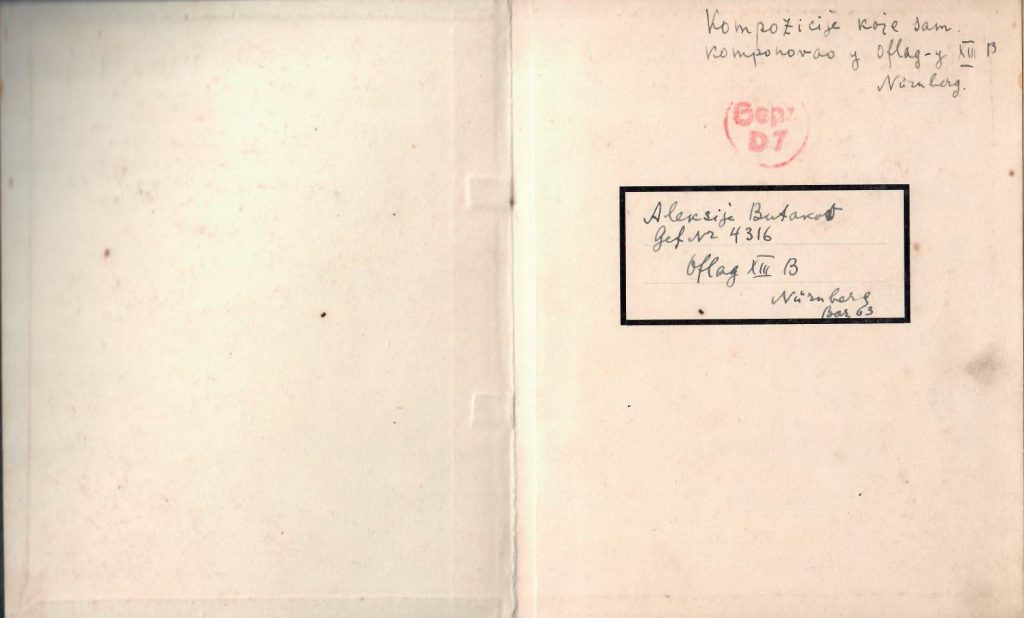 Kompozicije koje sam.
komponovao y Oflag-y XIII B
Nürnberg.
Gepr.
D7
Aleksije Butakov
Gef Nr 4316
Oflag XIII B
Nürnberg
Bar 63